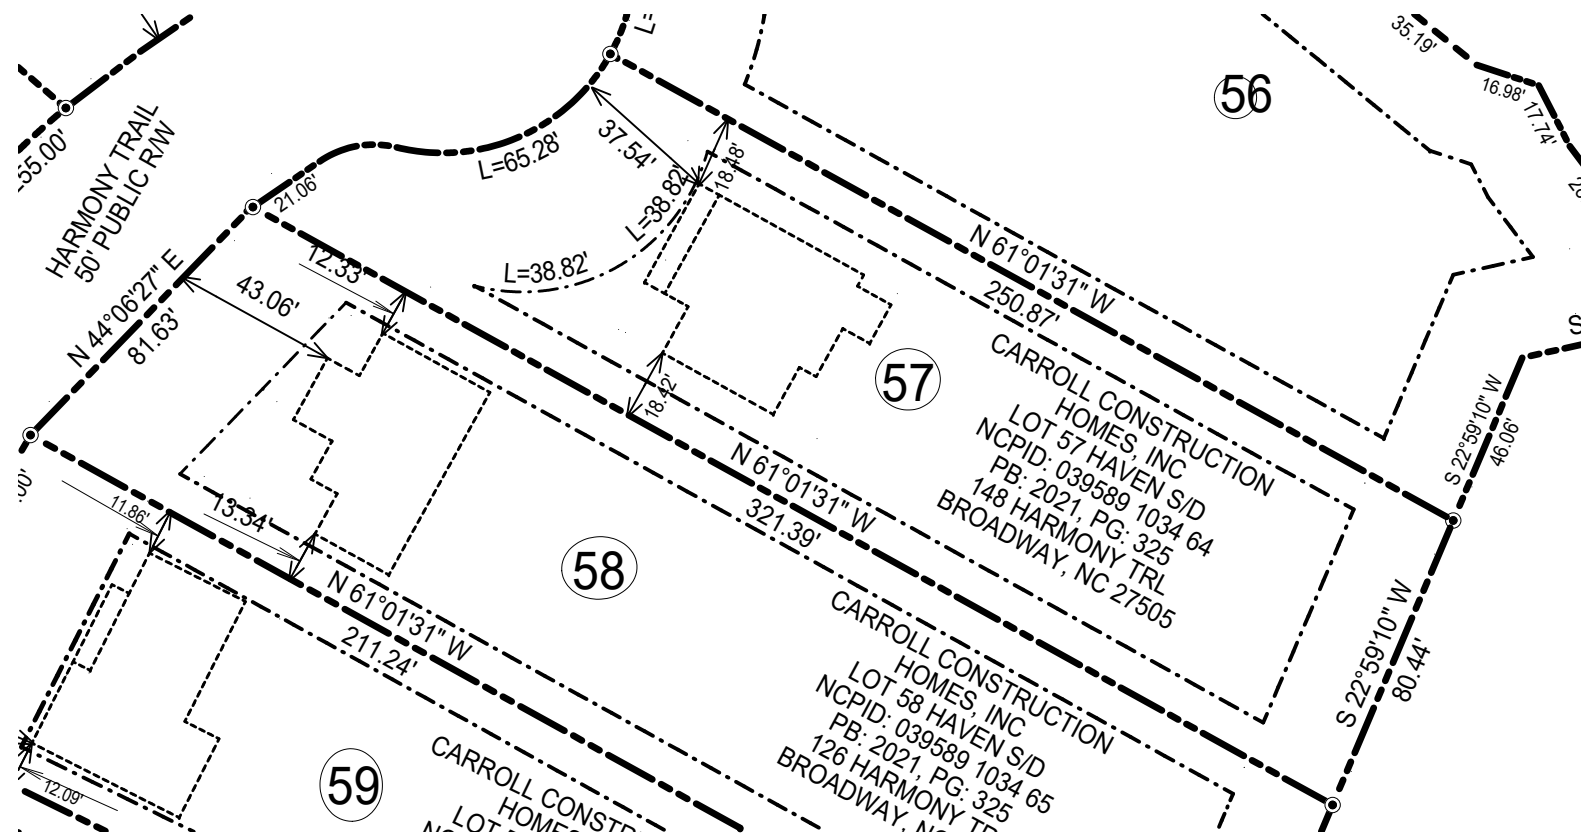 L=
35.19'
56
16.98'
17.74'
55.00'
HARMONY TRAIL
50' PUBLIC R/W
L=65.28'
37.54'
18.48'
L=38.82'
21.06'
12.33'
L=38.82'
N 61°01'31" W
250.87'
43.06'
N 44°06'27" E
81.63'
S
57
CARROLL CONSTRUCTION
HOMES, INC
LOT 57 HAVEN S/D
NCPID: 039589 1034 64
PB: 2021, PG: 325
148 HARMONY TRL
BROADWAY, NC 27505
18.42'
S 22°59'10" W
46.06'
N 61°01'31" W
321.39'
.00'
11.86'
13.34'
58
N 61°01'31" W
211.24'
S 22°59'10" W
80.44'
CARROLL CONSTRUCTION
HOMES, INC
LOT 58 HAVEN S/D
NCPID: 039589 1034 65
PB: 2021, PG: 325
126 HARMONY TR
BROADWAY, NC
59
12.09'
CARROLL CONSTR
HOMES
LOT
NC